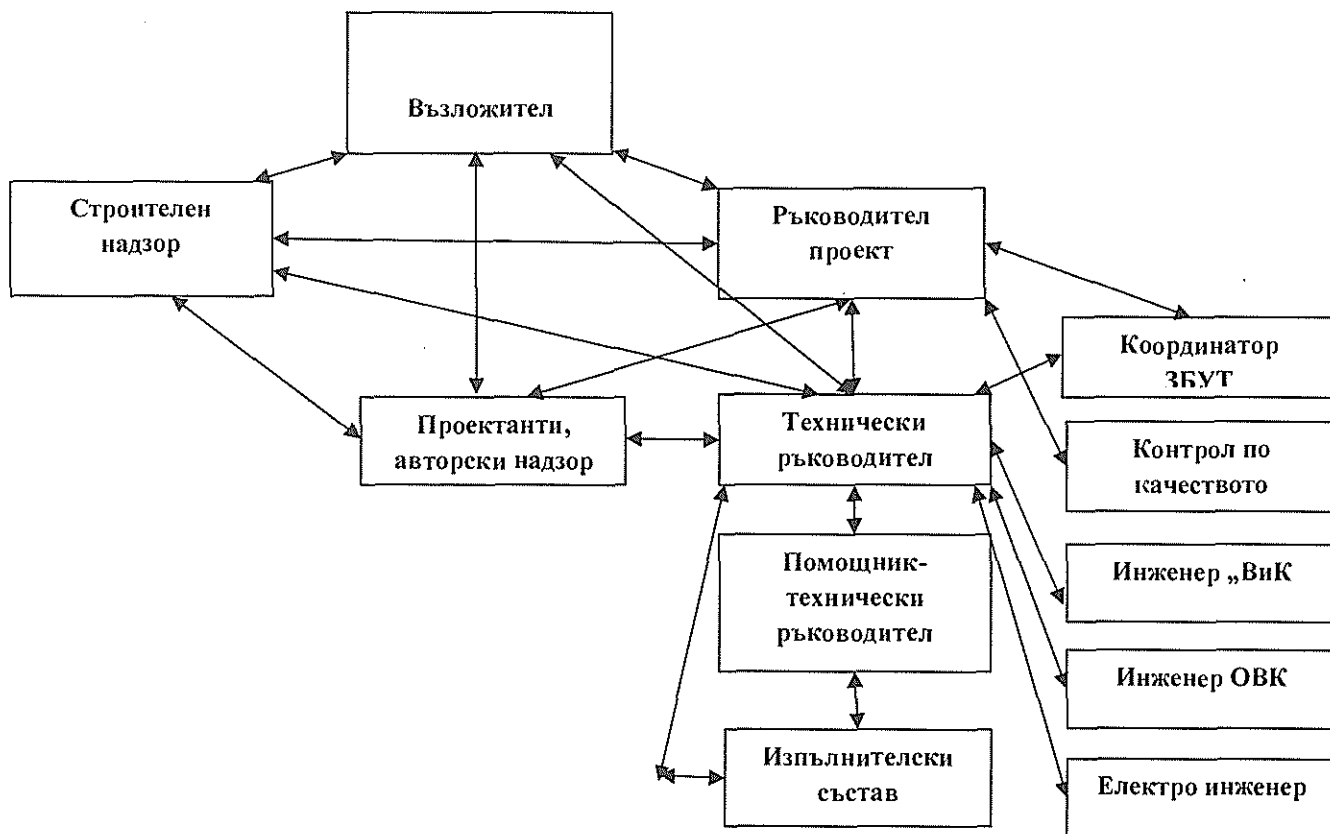 Възложител
Строителен
надзор
Ръководител
проект
Координатор
ЗБУТ
Проектанти,
авторски надзор
Технически
ръководител
Контрол по
качеството
Помощник-
технически
ръководител
Инженер „ВиК
Инженер ОВК
Изпълнителски
състав
Електро инженер